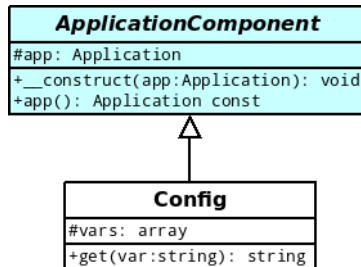 ApplicationComponent
#app: Application
+__construct(app:Application): void
+app(): Application const
Config
#vars: array
+get(var:string): string